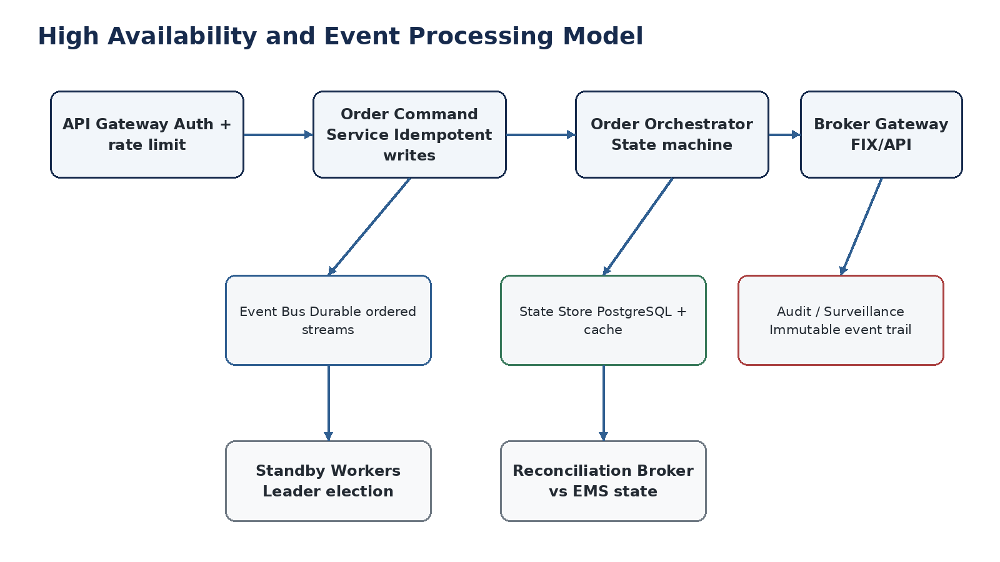 High Availability and Event Processing Model
API Gateway Auth +
rate limit
Order Command
Service Idempotent
writes
Order Orchestrator
State machine
Broker Gateway
FIX/API
Event Bus Durable ordered
streams
State Store PostgreSQL +
cache
Audit / Surveillance
Immutable event trail
Standby Workers
Leader election
Reconciliation Broker
vs EMS state